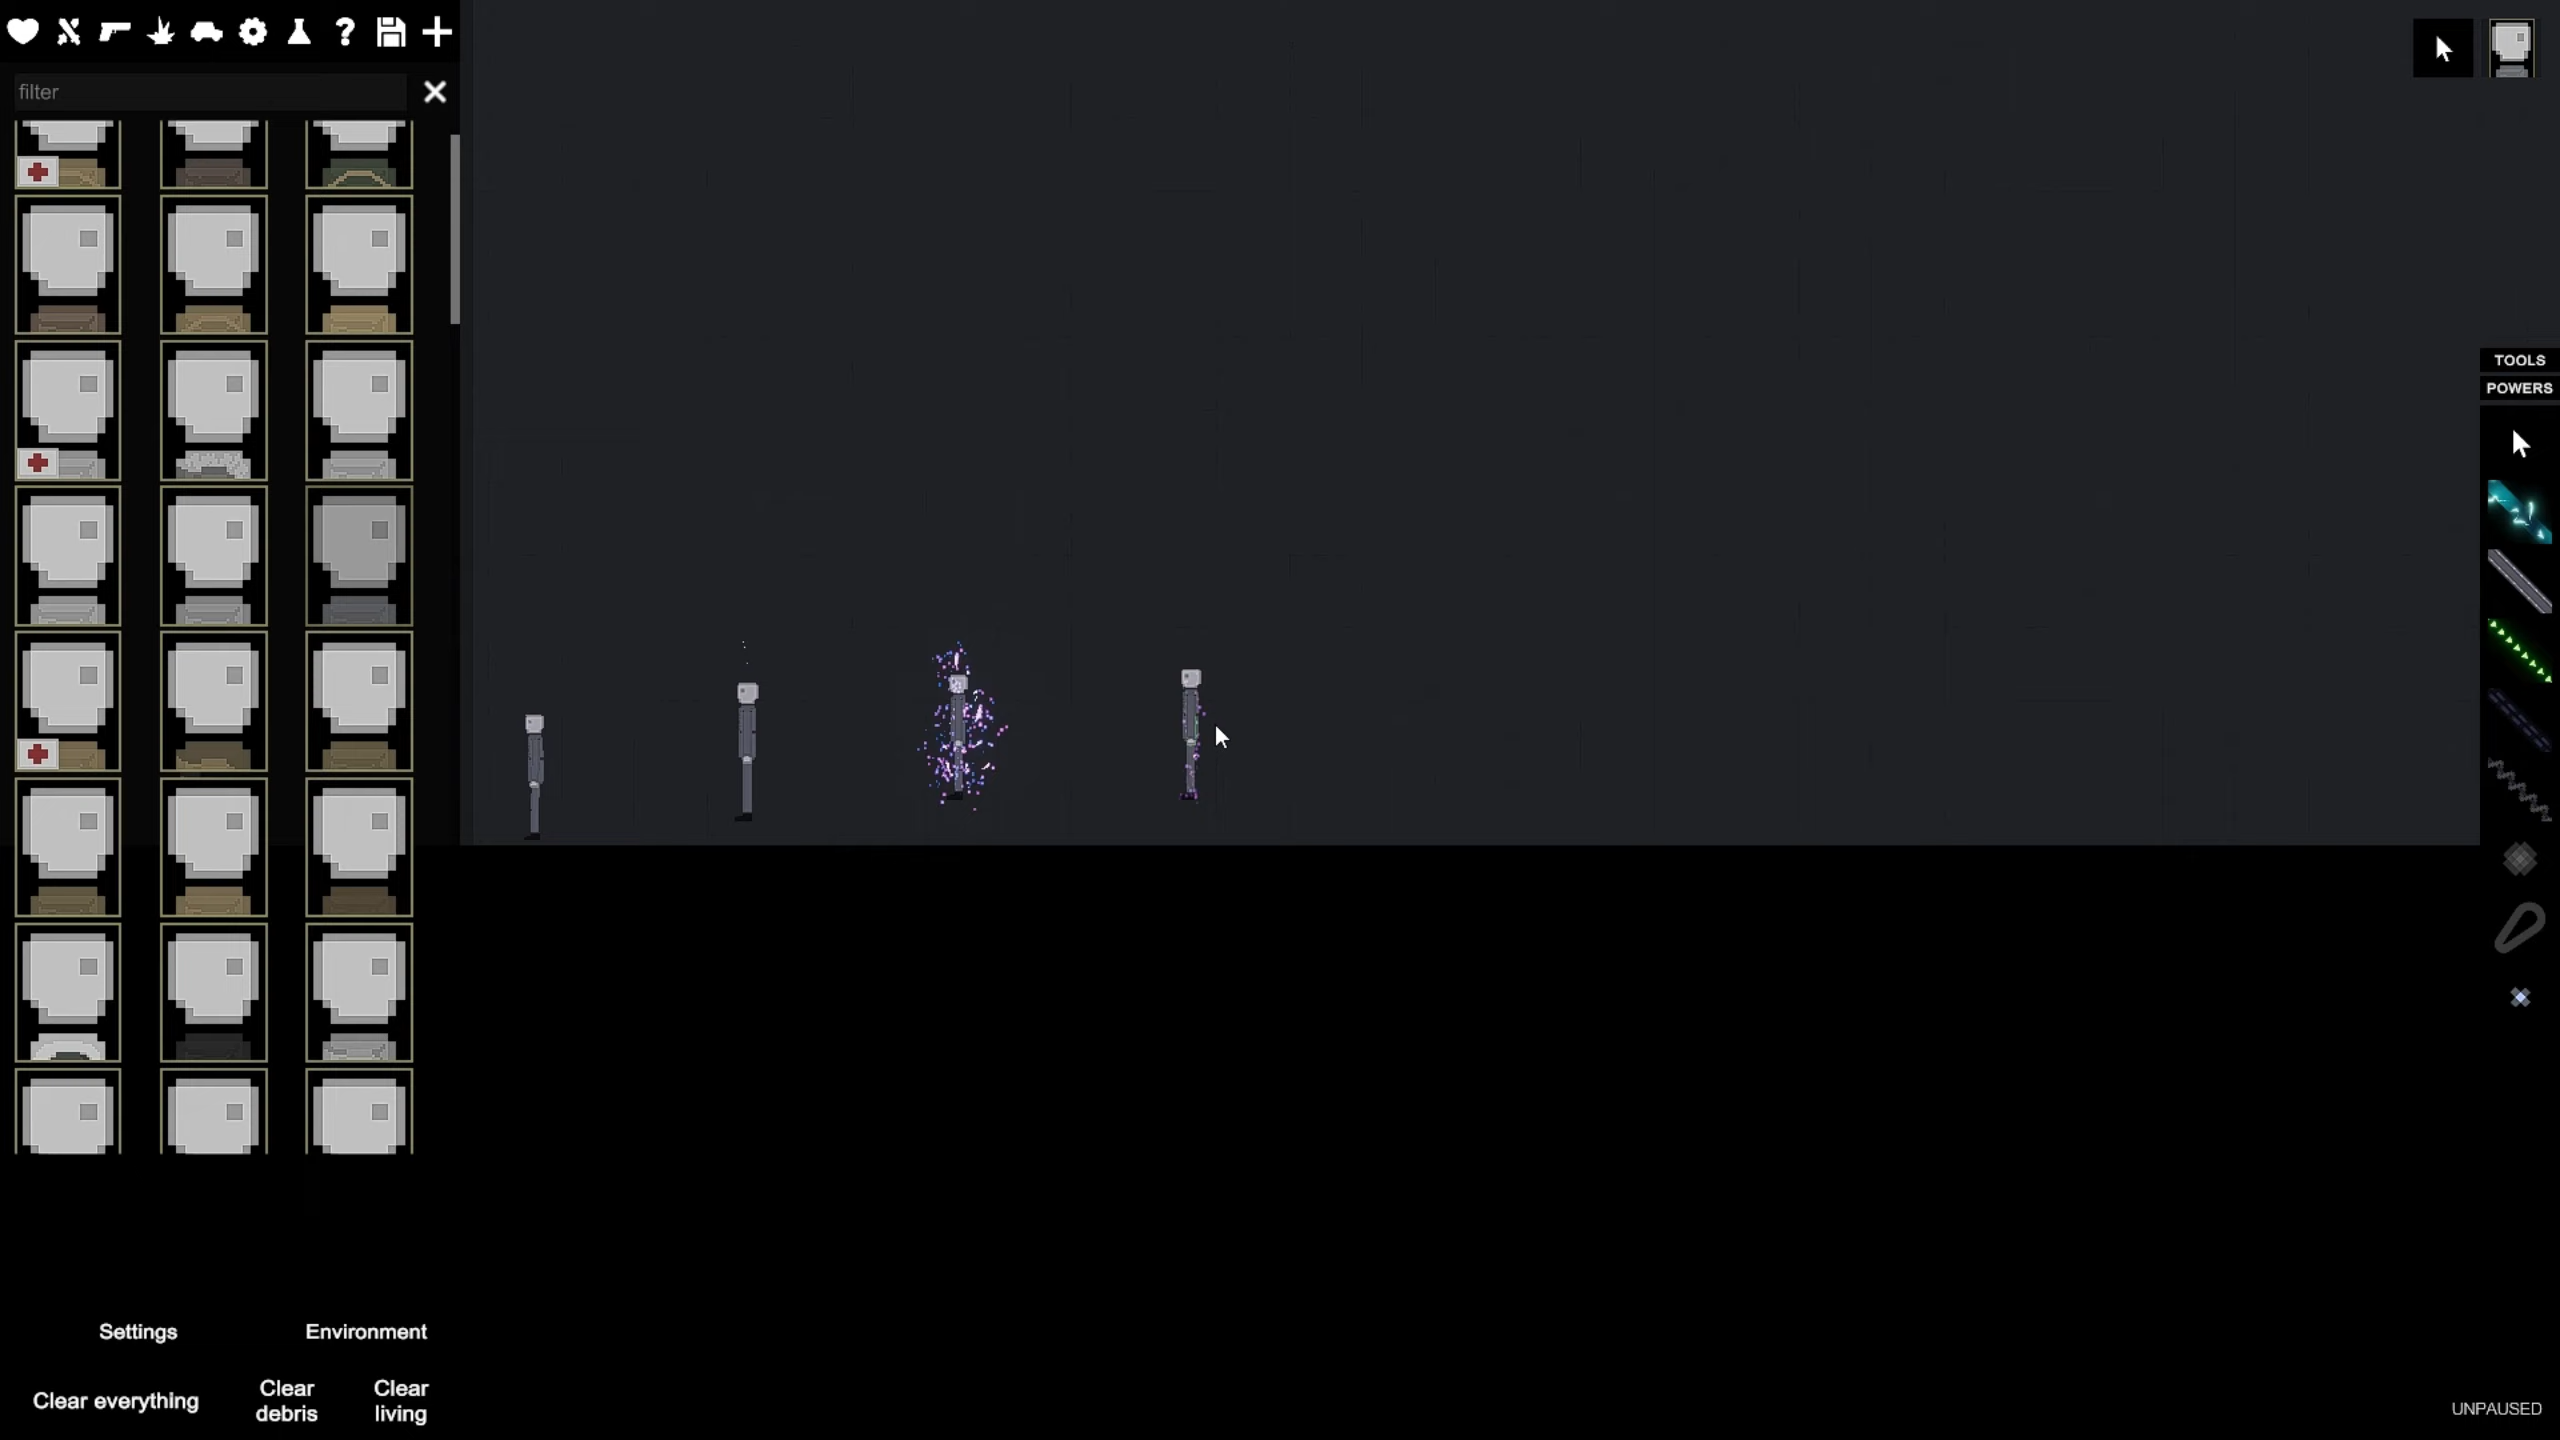 filter
TOOLS
POWERS
Settings
Environment
Clear everything
Clear
debris
Clear
living
UNPAUSED